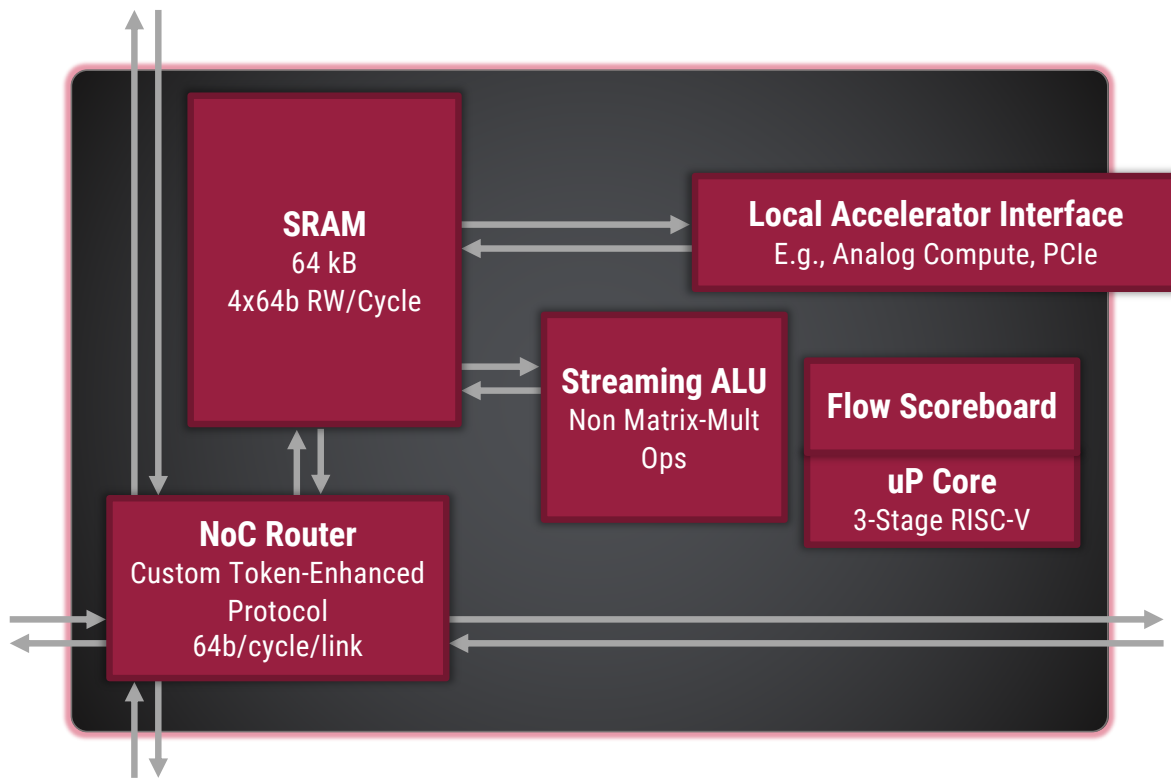 SRAM
64 kB
4x64b RW/Cycle
Local Accelerator Interface
E.g., Analog Compute, PCIe
Streaming ALU
Non Matrix-Mult
Ops
Flow Scoreboard
uP Core
3-Stage RISC-V
NoC Router
Custom Token-Enhanced
Protocol
64b/cycle/link